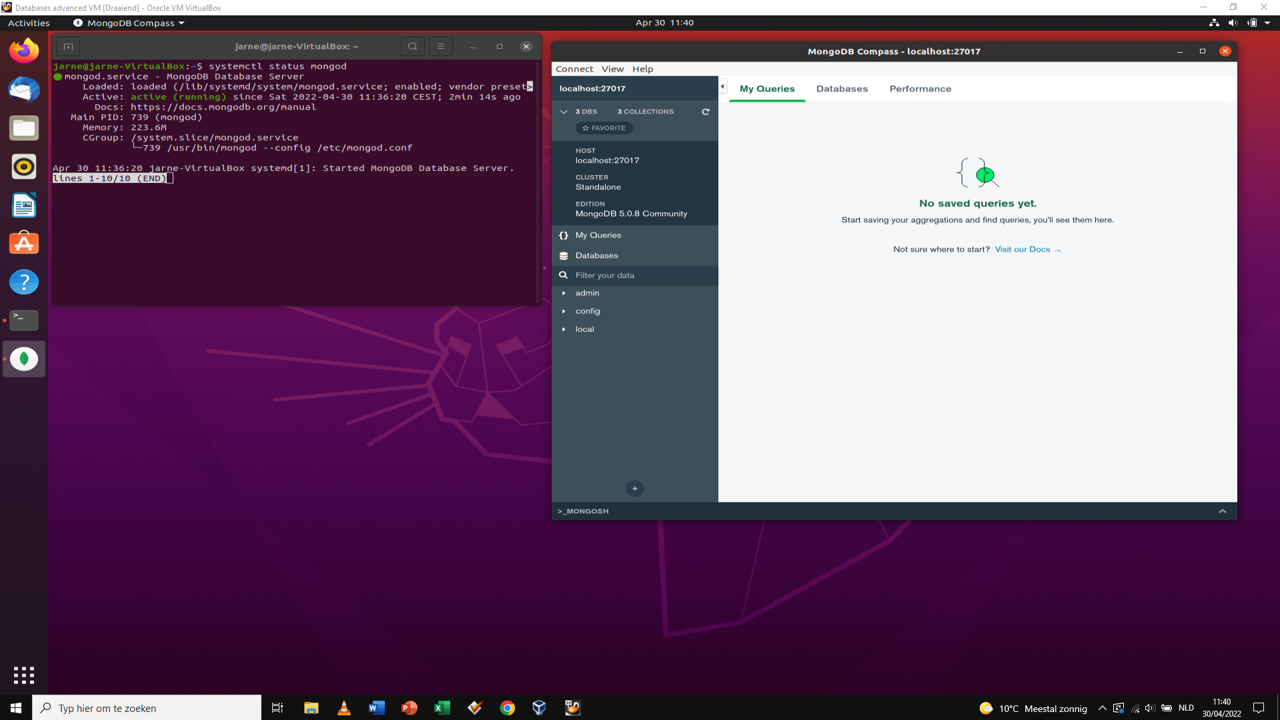 Databases advanced VM [Draaiend] - Oracle VM VirtualBox
Activities
MongoDB Compass
Apr 30 11:40
jarne@jarne-VirtualBox: ~
jarne@jarne-VirtualBox:~$ systemctl status mongod
mongod.service - MongoDB Database Server
Loaded: loaded (/lib/systemd/system/mongod.service; enabled; vendor preset>
Active: active (running) since Sat 2022-04-30 11:36:20 CEST; 2min 14s ago
Docs: https://docs.mongodb.org/manual
Main PID: 739 (mongod)
Memory: 223.6M
CGroup: /system.slice/mongod.service
└─739 /usr/bin/mongod --config /etc/mongod.conf
Apr 30 11:36:20 jarne-VirtualBox systemd[1]: Started MongoDB Database Server.
lines 1-10/10 (END)
MongoDB Compass - localhost:27017
Connect View Help
localhost:27017
3 DBS 3 COLLECTIONS
FAVORITE
HOST
localhost:27017
CLUSTER
Standalone
EDITION
MongoDB 5.0.8 Community
{} My Queries
Databases
Filter your data
admin
config
local
+
My Queries Databases Performance
No saved queries yet.
Start saving your aggregations and find queries, you'll see them here.
Not sure where to start? Visit our Docs →
>_MONGOSH
Typ hier om te zoeken
10°C Meestal zonnig
NLD
11:40
30/04/2022